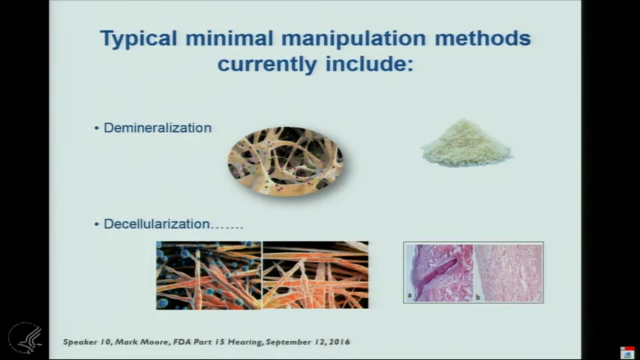 Typical minimal manipulation methods
currently include:
• Demineralization
• Decellularization…….
a
b
Speaker 10, Mark Moore, FDA Part 15 Hearing, September 12, 2016